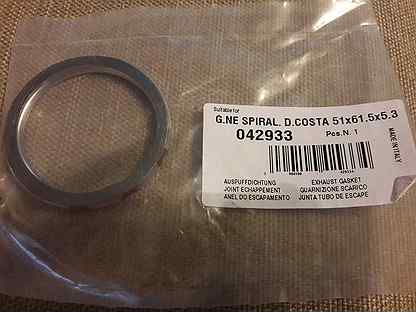 Suitable for
G.NE SPIRAL. D.COSTA 51x61.5x5.3
042933 Pcs.N. 1
MADE IN ITALY
AUSPUFFDICHTUNG EXHAUST GASKET
JOINT ECHAPPEMENT GUARNIZIONE SCARICO
ANEL DO ESCAPAMENTO JUNTA TUBO DE ESCAPE